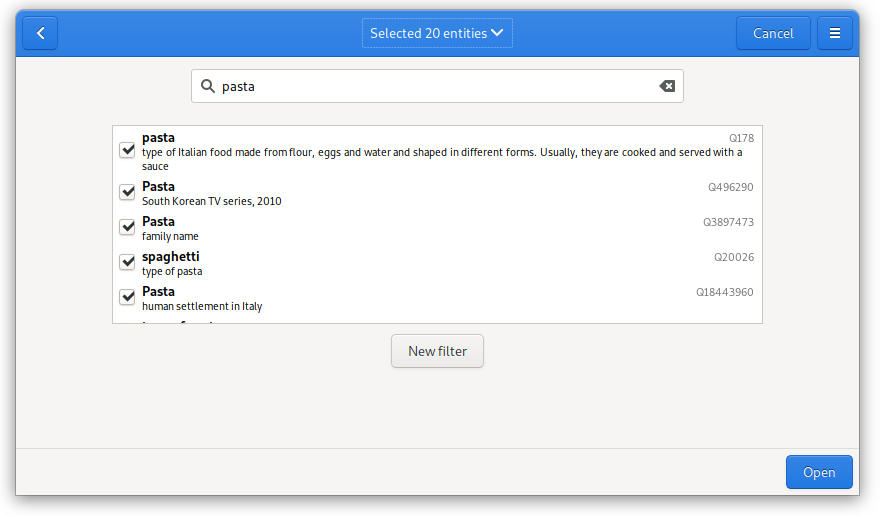 Selected 20 entities
Cancel
pasta
pasta
Q178
type of Italian food made from flour, eggs and water and shaped in different forms. Usually, they are cooked and served with a
sauce
Pasta
Q496290
South Korean TV series, 2010
Pasta
Q3897473
family name
spaghetti
Q20026
type of pasta
Pasta
Q18443960
human settlement in Italy
New filter
Open